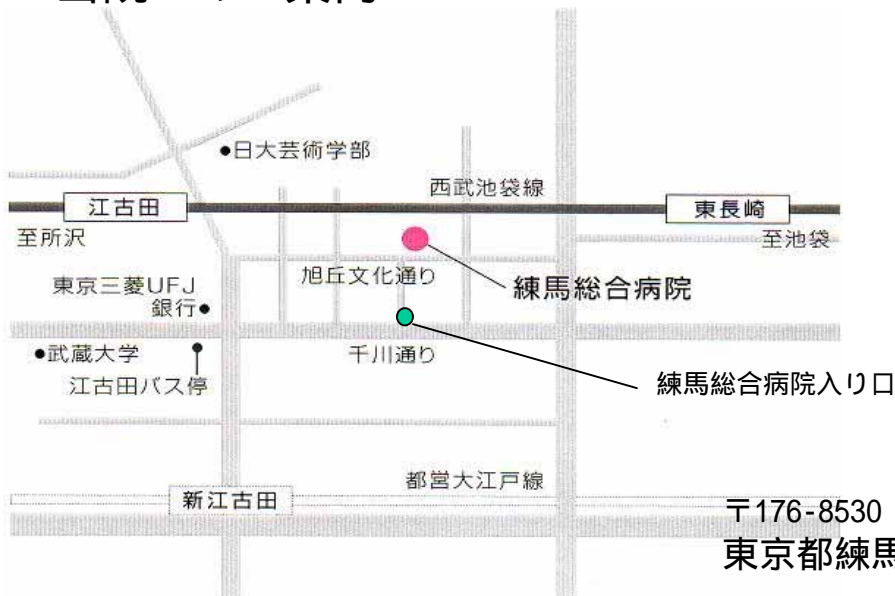 ●日大芸術学部
西武池袋線
江古田
東長崎
至所沢
至池袋
旭丘文化通り
練馬総合病院
東京三菱UFJ
銀行●
●武蔵大学
千川通り
江古田バス停
練馬総合病院入り口
都営大江戸線
新江古田
〒176-8530
東京都練馬